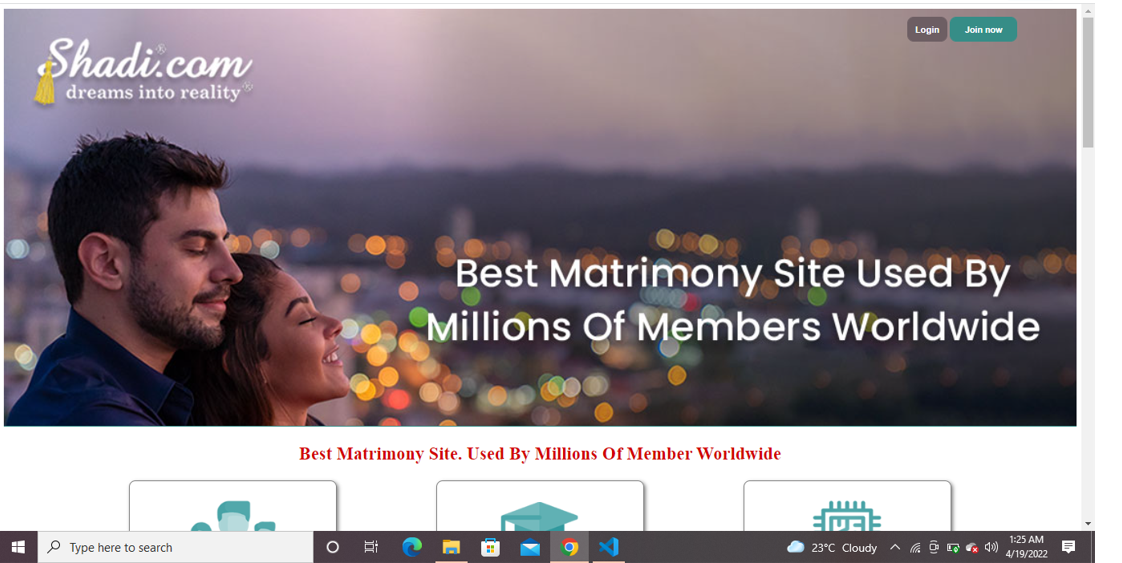 Login Join now
Shadi.com®
dreams into reality®
Best Matrimony Site Used By
Millions Of Members Worldwide
Best Matrimony Site. Used By Millions Of Member Worldwide
Type here to search
23°C Cloudy
1:25 AM
4/19/2022